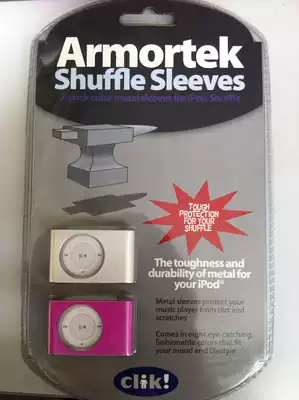 Armortek
Shuffle Sleeves
2-pack color metal sleeves for iPod Shuffle
TOUGH
PROTECTION
FOR YOUR
SHUFFLE
The toughness and
durability of metal for
your iPod®
Metal sleeves protect your
music player from dirt and
scratches
Comes in eight eye-catching,
fashionable colors that fit
your mood and lifestyle
clik!